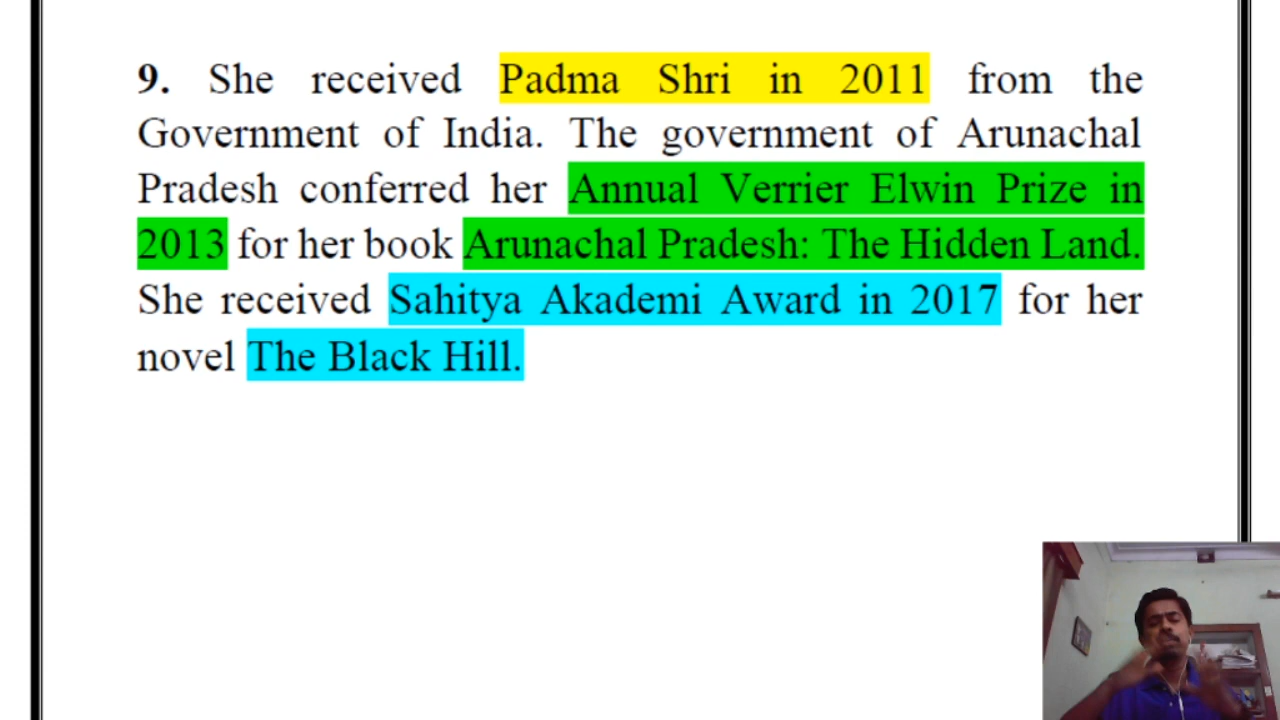 9. She received Padma Shri in 2011 from the
Government of India. The government of Arunachal
Pradesh conferred her Annual Verrier Elwin Prize in
2013 for her book Arunachal Pradesh: The Hidden Land.
She received Sahitya Akademi Award in 2017 for her
novel The Black Hill.